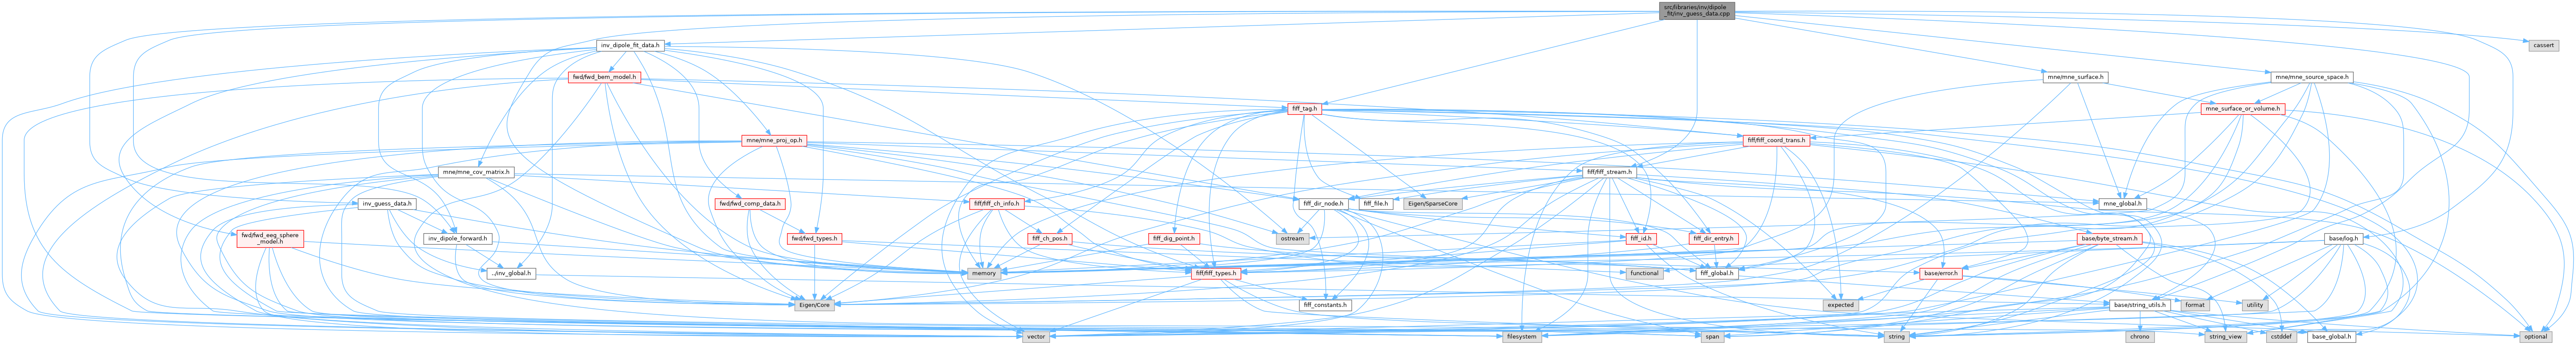 src/libraries/inv/dipole
_fit/inv_guess_data.cpp
inv_dipole_fit_data.h
cassert
fwd/fwd_bem_model.h
mne/mne_surface.h
mne/mne_source_space.h
fiff_tag.h
mne_surface_or_volume.h
mne/mne_proj_op.h
fiff/fiff_coord_trans.h
mne/mne_cov_matrix.h
fiff/fiff_stream.h
inv_guess_data.h
fwd/fwd_comp_data.h
fiff/fiff_ch_info.h
fiff_dir_node.h
fiff_file.h
Eigen/SparseCore
mne_global.h
fwd/fwd_eeg_sphere
_model.h
inv_dipole_forward.h
fwd/fwd_types.h
fiff_ch_pos.h
fiff_dig_point.h
ostream
fiff_id.h
fiff_dir_entry.h
base/byte_stream.h
base/log.h
../inv_global.h
memory
fiff/fiff_types.h
functional
fiff_global.h
base/error.h
Eigen/Core
fiff_constants.h
expected
base/string_utils.h
format
utility
vector
filesystem
span
string
chrono
string_view
cstddef
base_global.h
optional